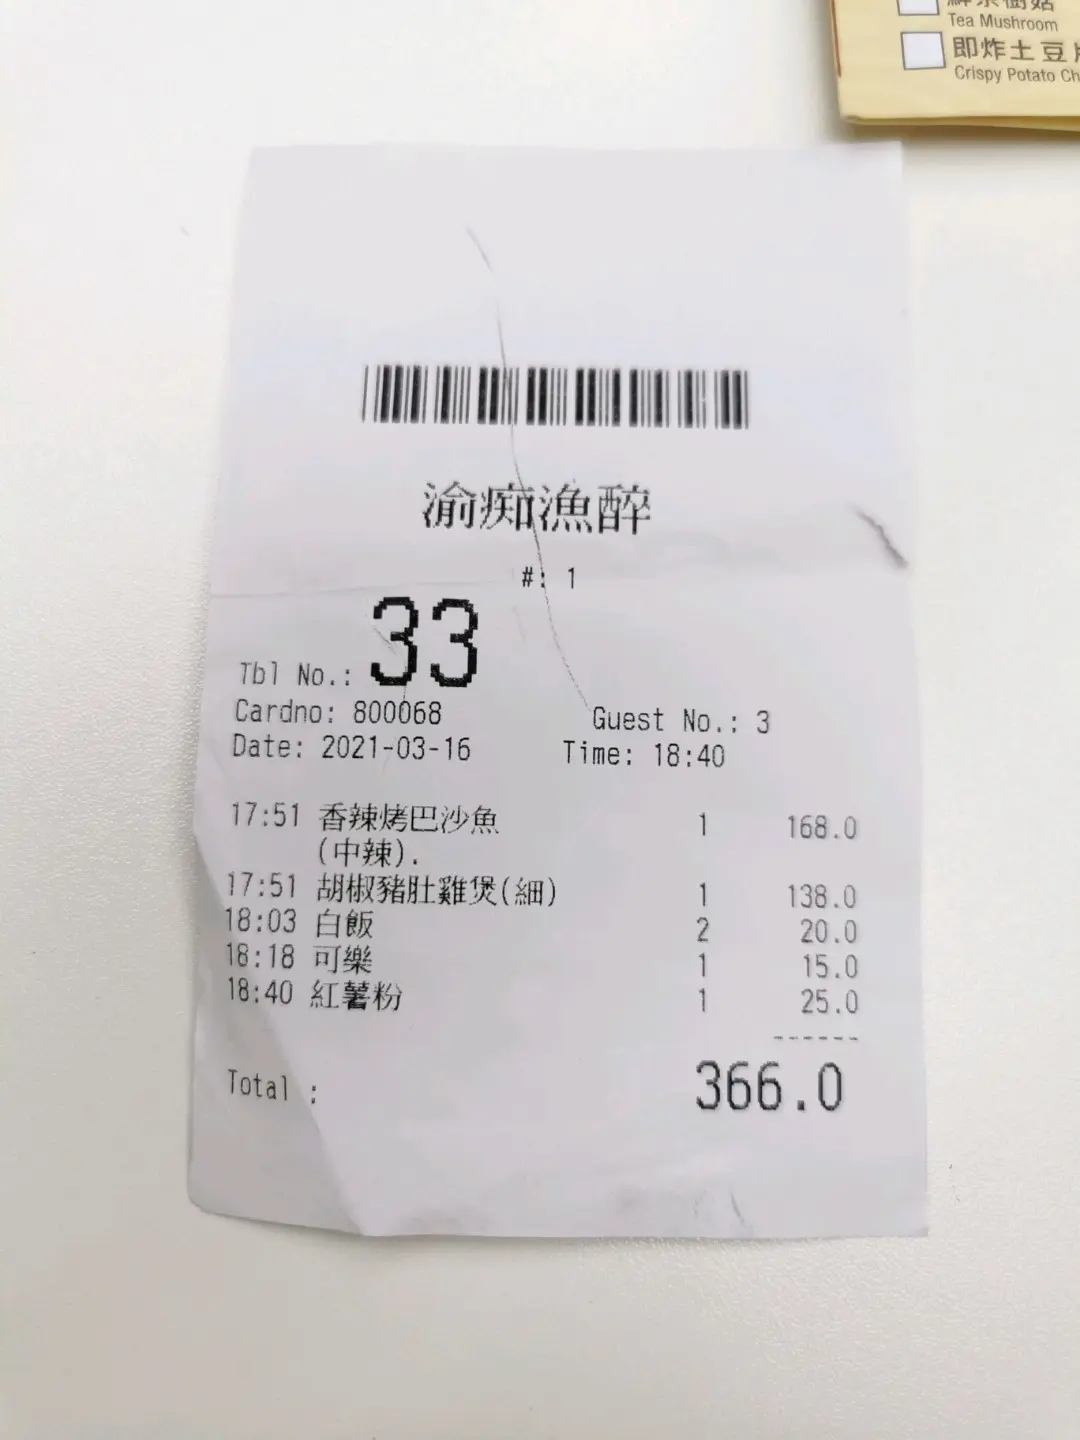 Tea Mushroom
即炸土豆
Crispy Potato
渝痴漁醉
#: 1
Tbl No.: 33
Cardno: 800068 Guest No.: 3
Date: 2021-03-16 Time: 18:40
17:51 香辣烤巴沙魚 1 168.0
(中辣).
17:51 胡椒豬肚雞煲(細) 1 138.0
18:03 白飯 2 20.0
18:18 可樂 1 15.0
18:40 紅薯粉 1 25.0
------
Total : 366.0